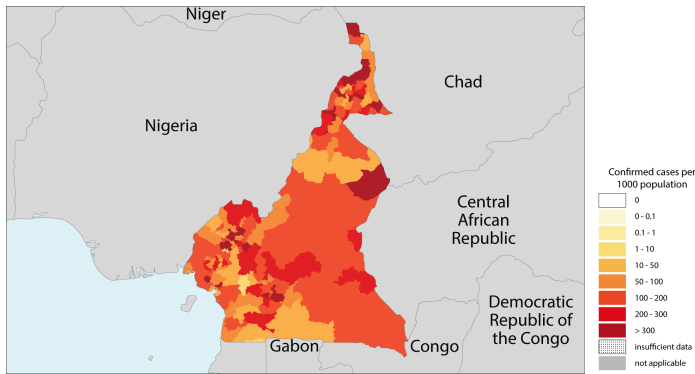 Niger
Chad
Nigeria
Central
African
Republic
Democratic
Republic of
the Congo
Gabon
Congo
Confirmed cases per
1000 population
0
0 - 0.1
0.1 - 1
1 - 10
10 - 50
50 - 100
100 - 200
200 - 300
> 300
insufficient data
not applicable